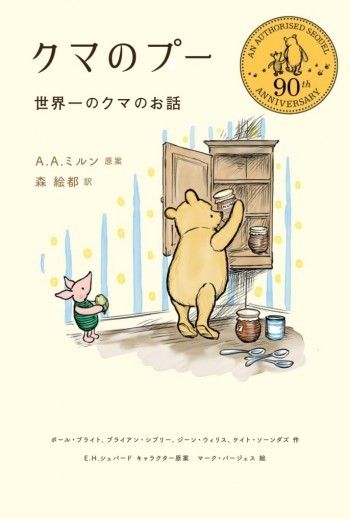 クマのプー
世界一のクマのお話
AN AUTHORISED SEQUEL
90th
ANNIVERSARY
A.A.ミルン 原案
森 絵都 訳
ポール・ブライト、ブライアン・シブリー、ジーン・ウィリス、ケイト・ソーンダズ 作
E.H.シェパード キャラクター原案 マーク・バージェス 絵